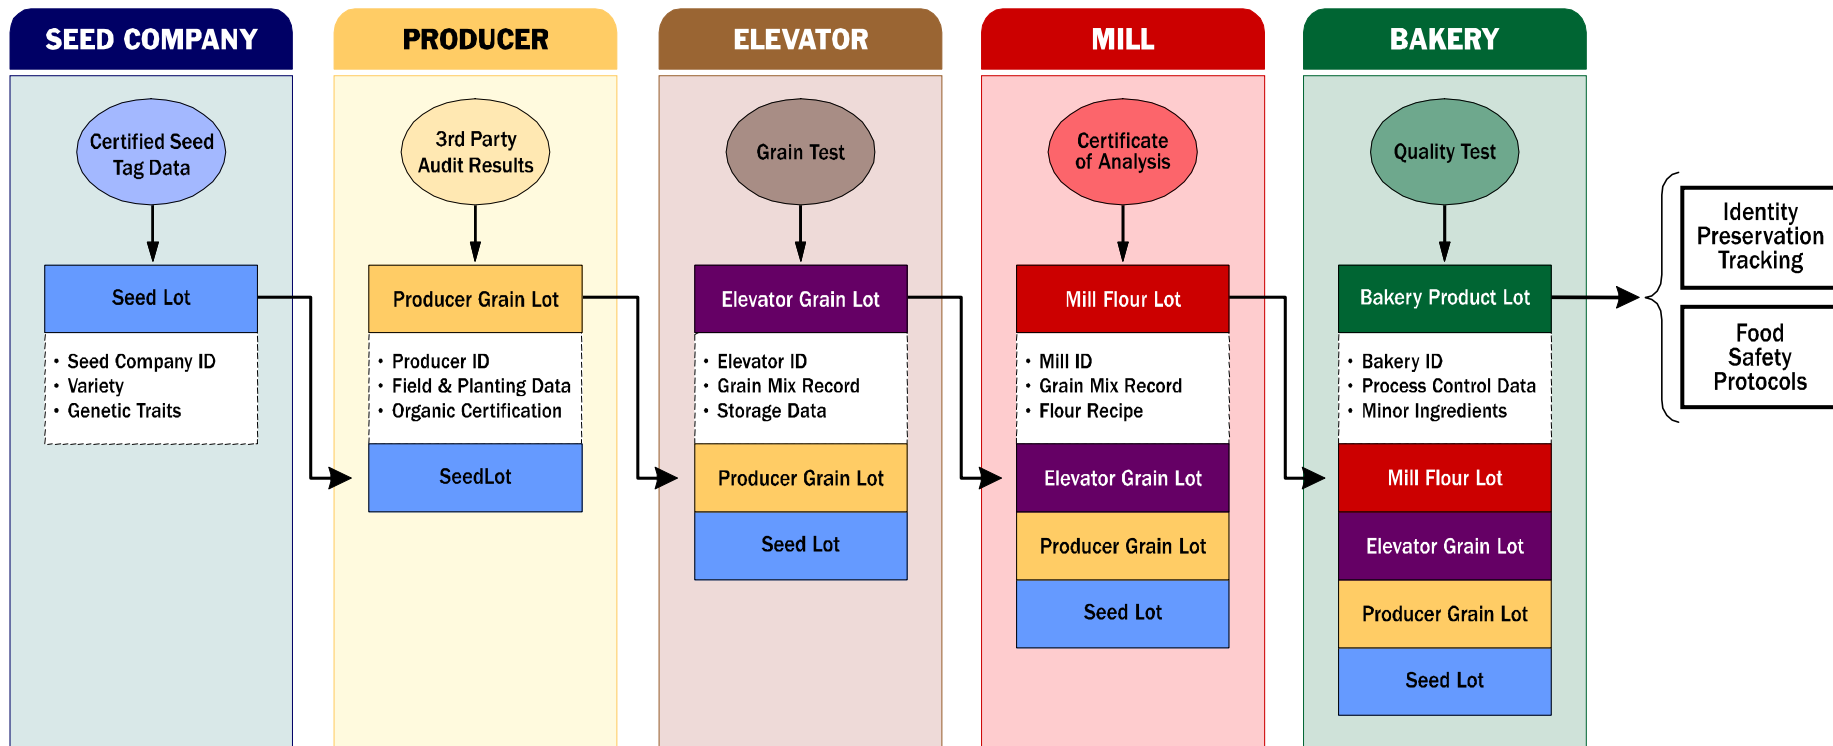 SEED COMPANY
Certified Seed
Tag Data
Seed Lot
• Seed Company ID
• Variety
• Genetic Traits
PRODUCER
3rd Party
Audit Results
Producer Grain Lot
• Producer ID
• Field & Planting Data
• Organic Certification
SeedLot
ELEVATOR
Grain Test
Elevator Grain Lot
• Elevator ID
• Grain Mix Record
• Storage Data
Producer Grain Lot
Seed Lot
MILL
Certificate
of Analysis
Mill Flour Lot
• Mill ID
• Grain Mix Record
• Flour Recipe
Elevator Grain Lot
Producer Grain Lot
Seed Lot
BAKERY
Quality Test
Bakery Product Lot
• Bakery ID
• Process Control Data
• Minor Ingredients
Mill Flour Lot
Elevator Grain Lot
Producer Grain Lot
Seed Lot
Identity
Preservation
Tracking
Food
Safety
Protocols